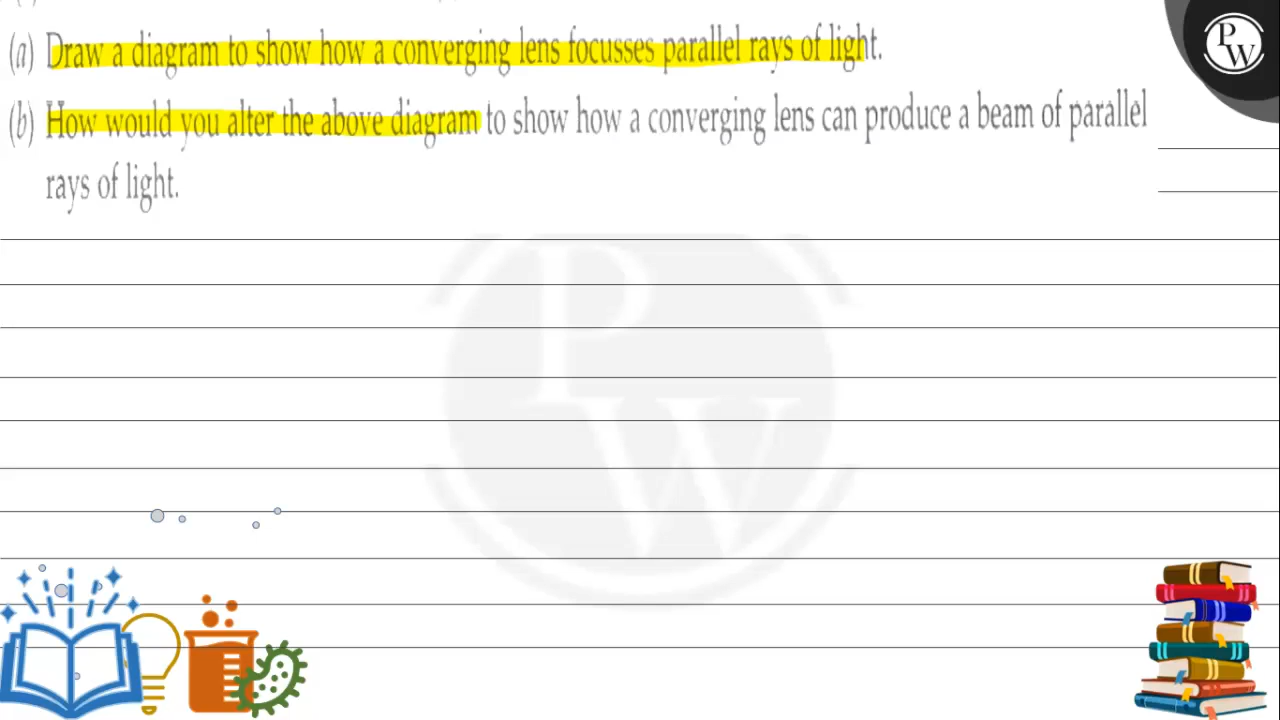 (a) Draw a diagram to show how a converging lens focusses parallel rays of light.
(b) How would you alter the above diagram to show how a converging lens can produce a beam of parallel
rays of light.
P
W
P
W